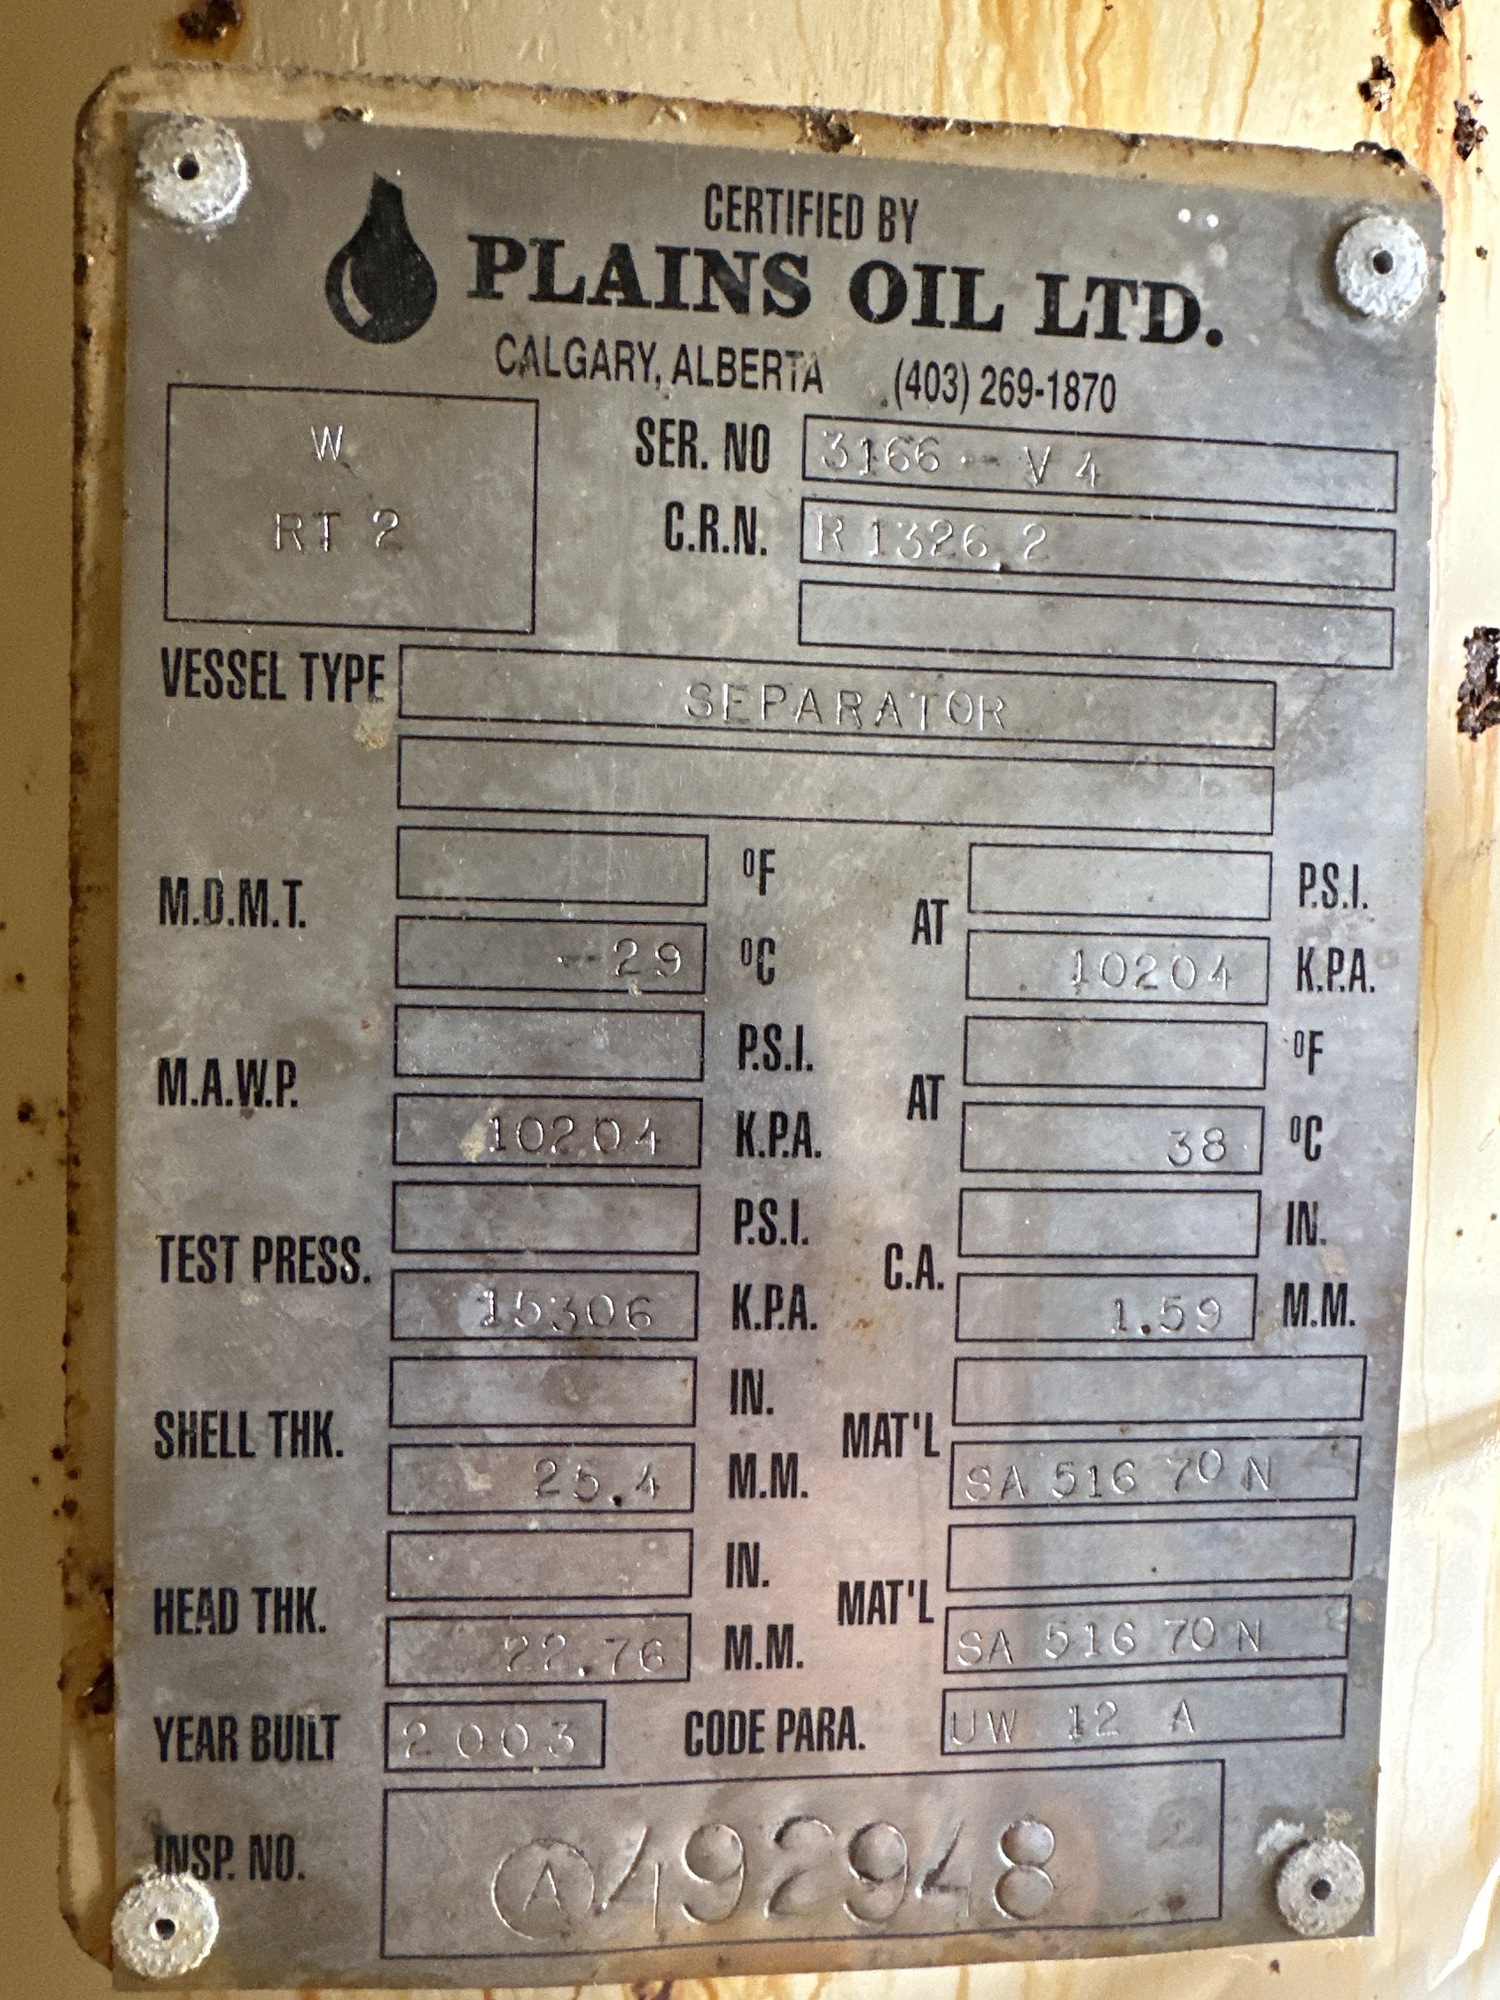 CERTIFIED BY
PLAINS OIL LTD.
CALGARY, ALBERTA (403) 269-1870
W
RT 2
SER. NO 3166 - V 4
C.R.N. R 1326.2
VESSEL TYPE SEPARATOR
M.D.M.T. °F AT P.S.I.
-29 °C 10204 K.P.A.
M.A.W.P. P.S.I. AT °F
10204 K.P.A. 38 °C
TEST PRESS. P.S.I. C.A. IN.
15306 K.P.A. 1.59 M.M.
SHELL THK. IN. MAT'L
25.4 M.M. SA 516 70 N
HEAD THK. IN. MAT'L
22.76 M.M. SA 516 70 N
YEAR BUILT 2003 CODE PARA. UW 12 A
INSP. NO. A 492948